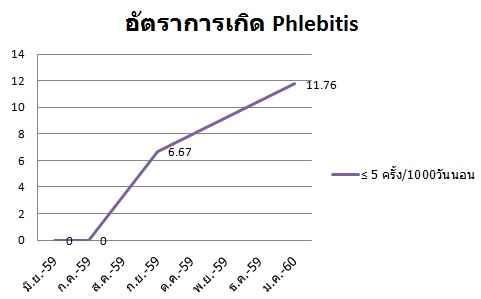 อัตราการเกิด Phlebitis
14
12
10
8
6
4
2
0
11.76
6.67
0
0
≤ 5 ครั้ง/1000วันนอน
มิ.ย.-59
ก.ค.-59
ส.ค.-59
ก.ย.-59
ต.ค.-59
พ.ย.-59
ธ.ค.-59
ม.ค.-60